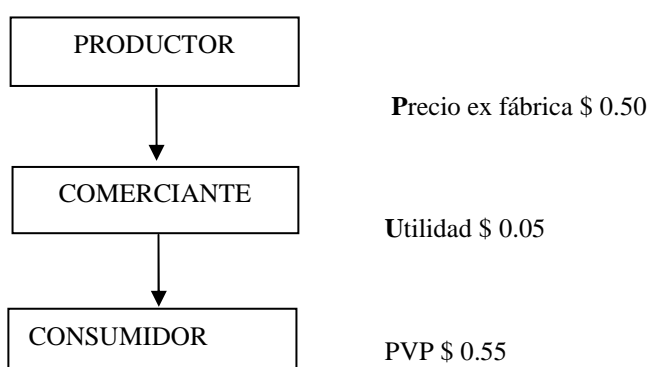 PRODUCTOR
Precio ex fábrica $ 0.50
COMERCIANTE
Utilidad $ 0.05
CONSUMIDOR
PVP $ 0.55